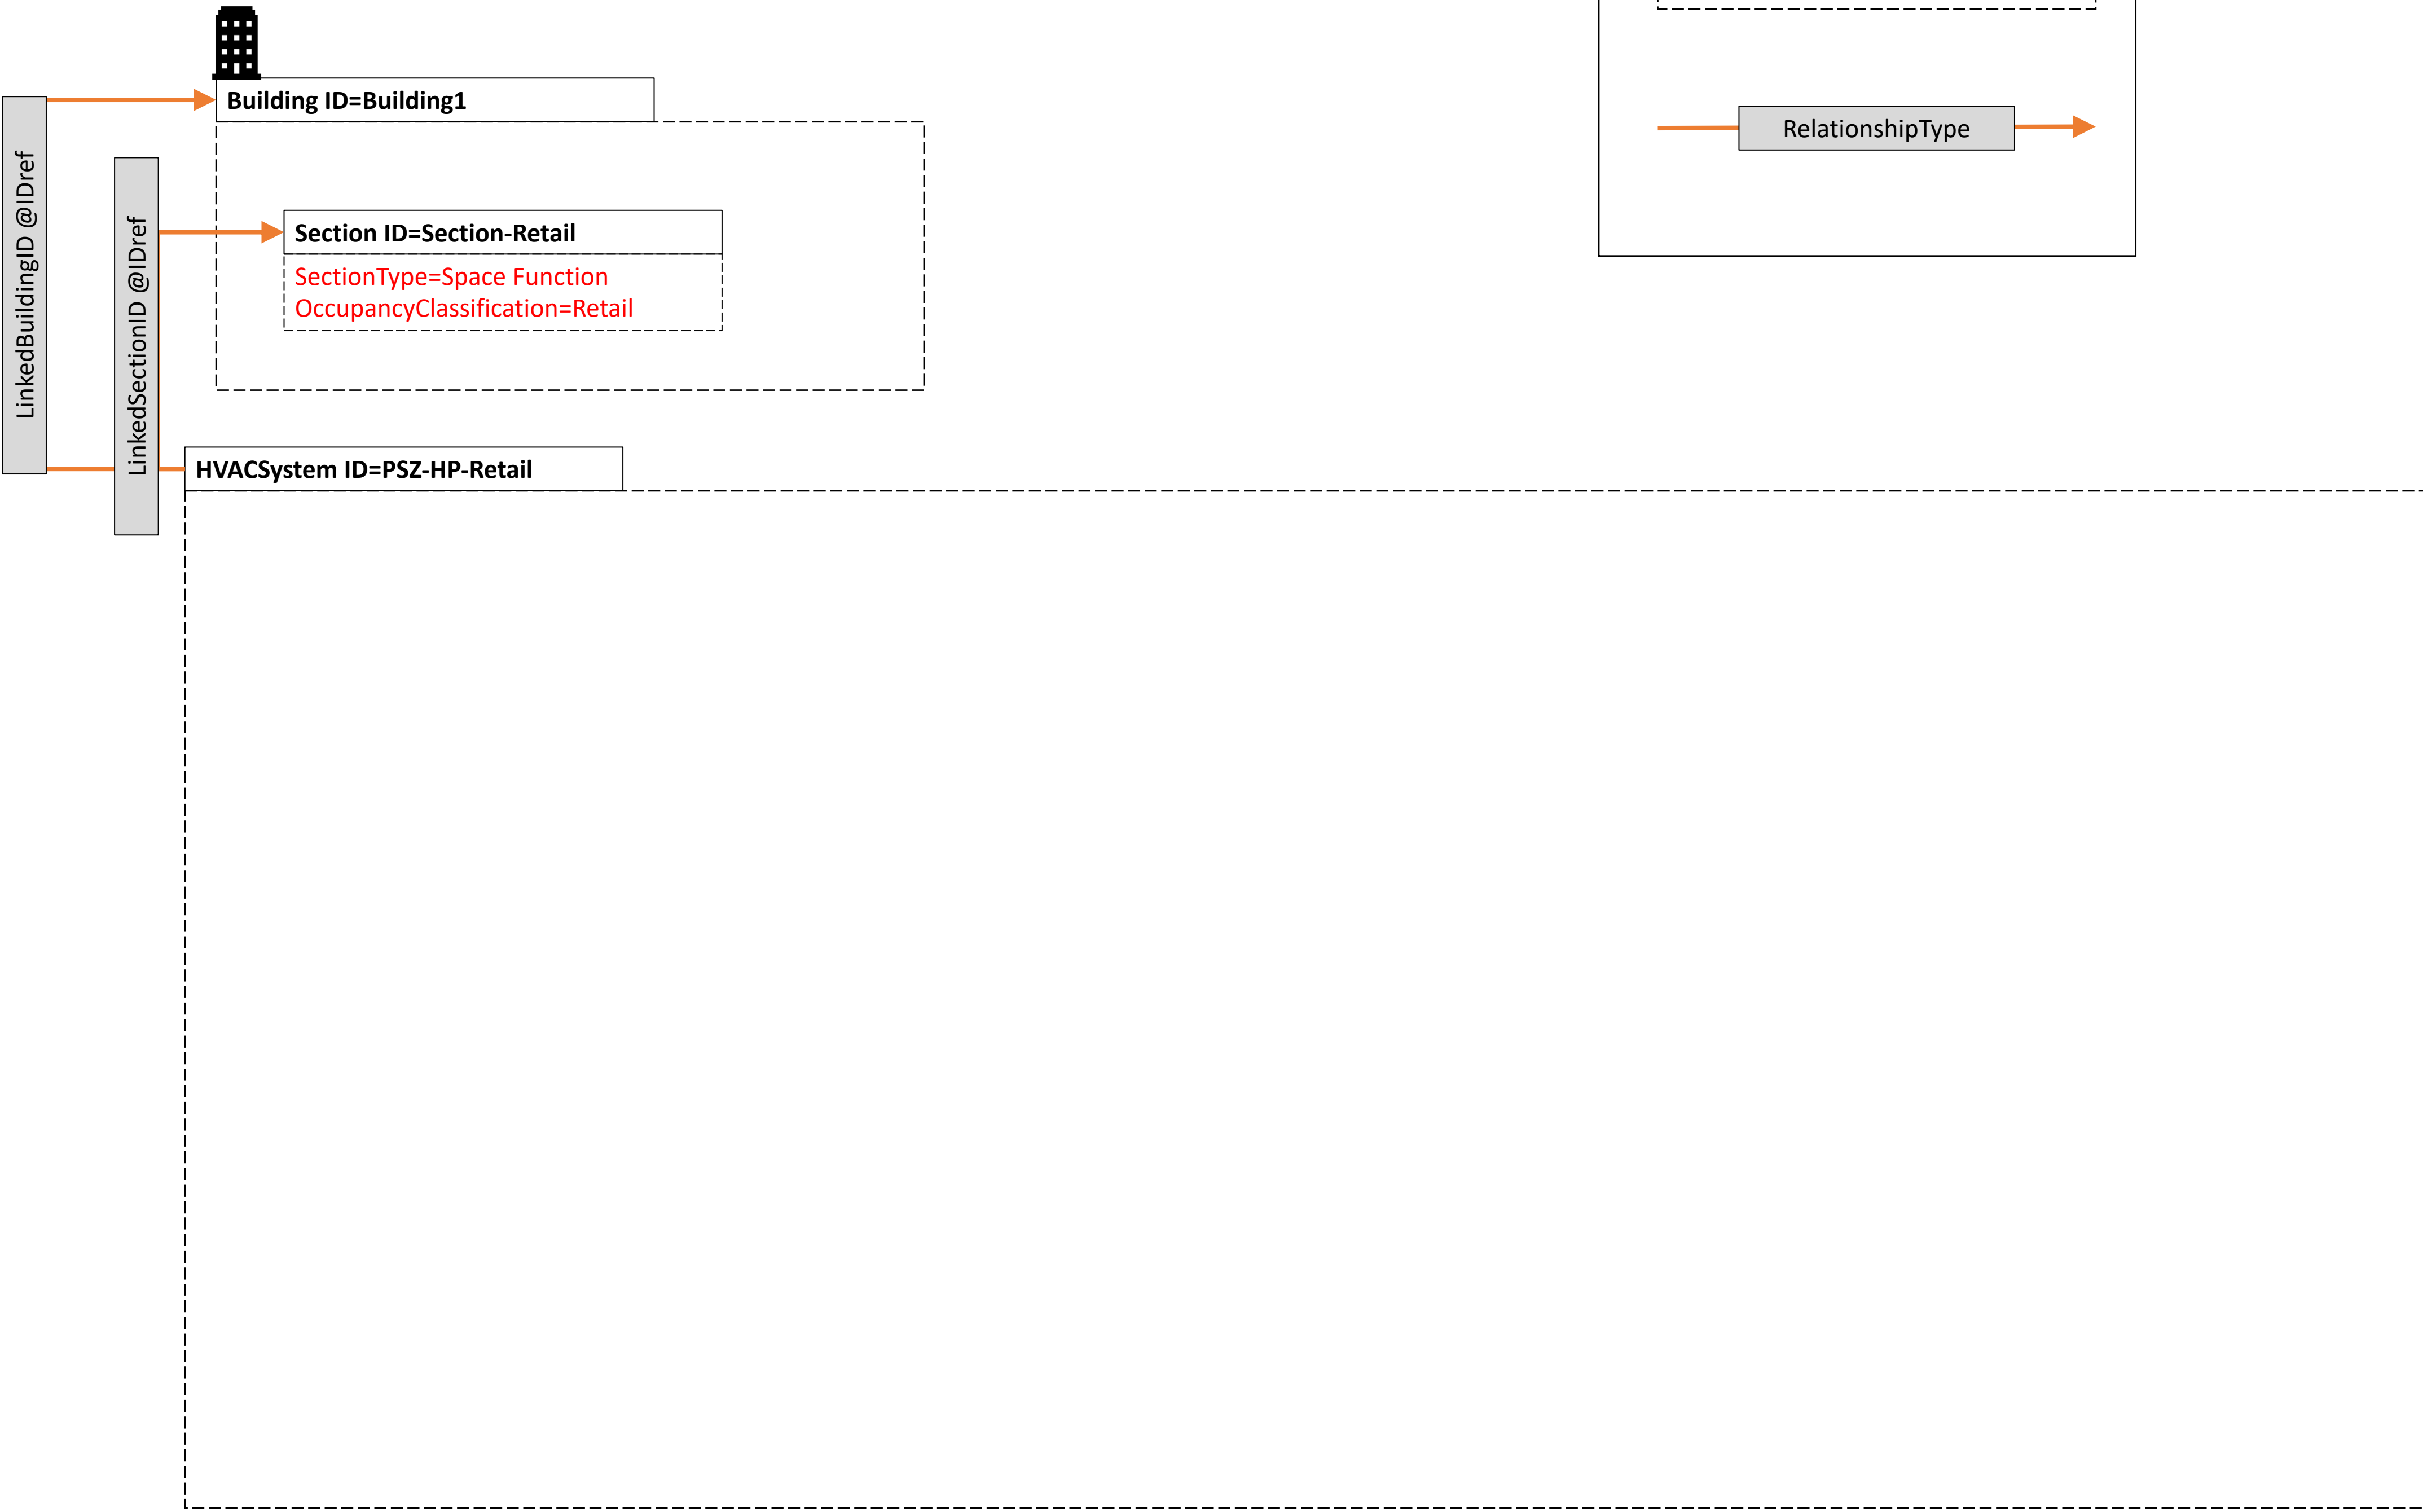 Building ID=Building1
RelationshipType
LinkedBuildingID @IDref
LinkedSectionID @IDref
Section ID=Section-Retail
SectionType=Space Function
OccupancyClassification=Retail
HVACSystem ID=PSZ-HP-Retail